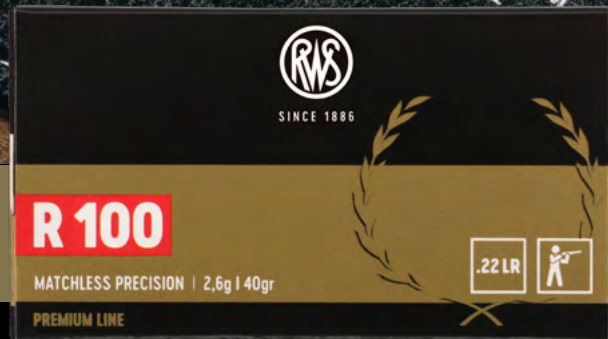 RWS
SINCE 1886
R 100
MATCHLESS PRECISION | 2,6g | 40gr
.22 LR
PREMIUM LINE